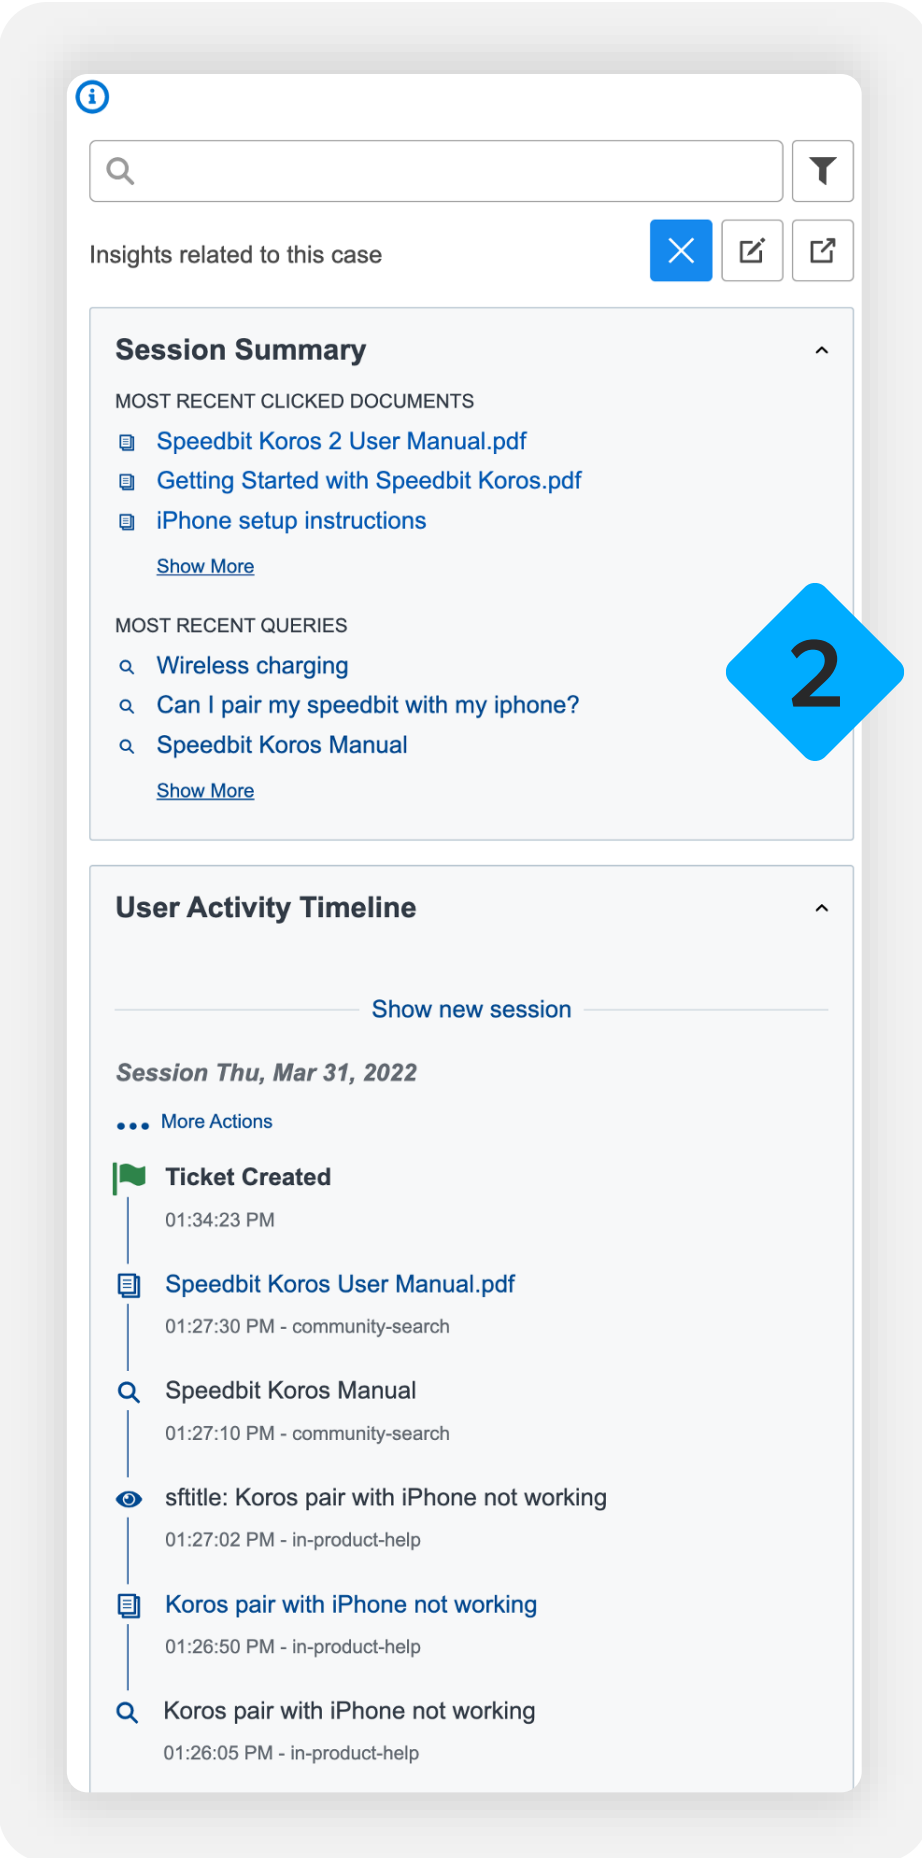 Insights related to this case
Session Summary
MOST RECENT CLICKED DOCUMENTS
Speedbit Koros 2 User Manual.pdf
Getting Started with Speedbit Koros.pdf
iPhone setup instructions
Show More
MOST RECENT QUERIES
Wireless charging
Can I pair my speedbit with my iphone?
Speedbit Koros Manual
Show More
2
User Activity Timeline
Show new session
Session Thu, Mar 31, 2022
More Actions
Ticket Created
01:34:23 PM
Speedbit Koros User Manual.pdf
01:27:30 PM - community-search
Speedbit Koros Manual
01:27:10 PM - community-search
sftitle: Koros pair with iPhone not working
01:27:02 PM - in-product-help
Koros pair with iPhone not working
01:26:50 PM - in-product-help
Koros pair with iPhone not working
01:26:05 PM - in-product-help